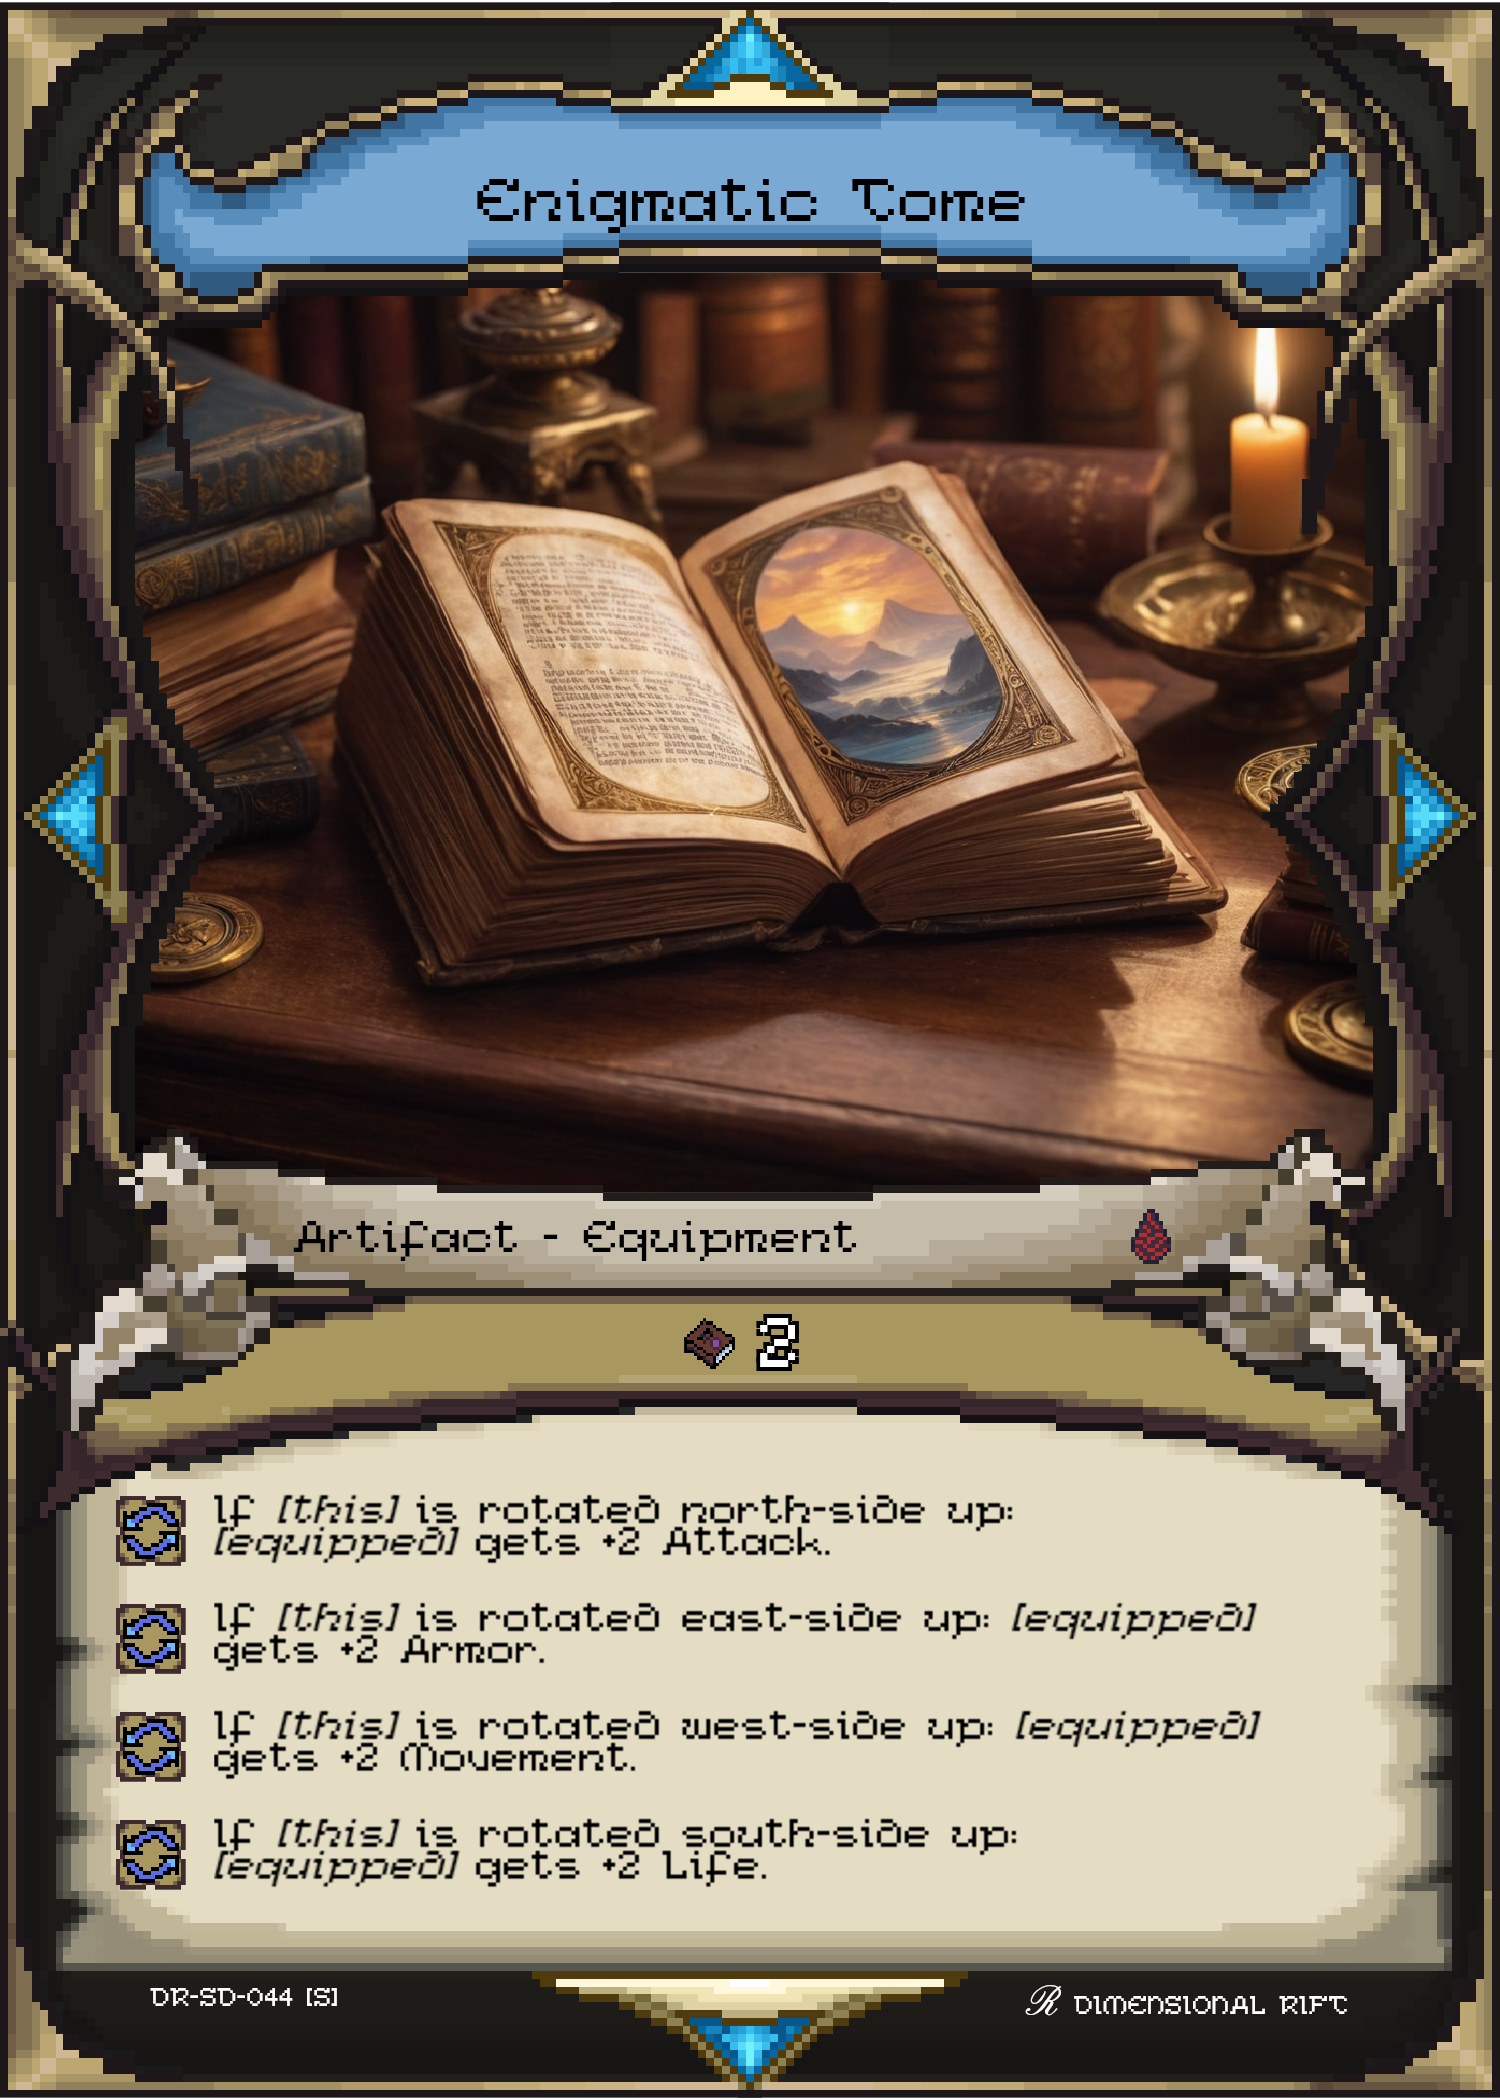 Enigmatic Tome
Artifact - Equipment
2
If [this] is rotated north-side up:
[equipped] gets +2 Attack.
If [this] is rotated east-side up: [equipped]
gets +2 Armor.
If [this] is rotated west-side up: [equipped]
gets +2 Movement.
If [this] is rotated south-side up:
[equipped] gets +2 Life.
DR-SD-044 [S]
R DIMENSIONAL RIFT